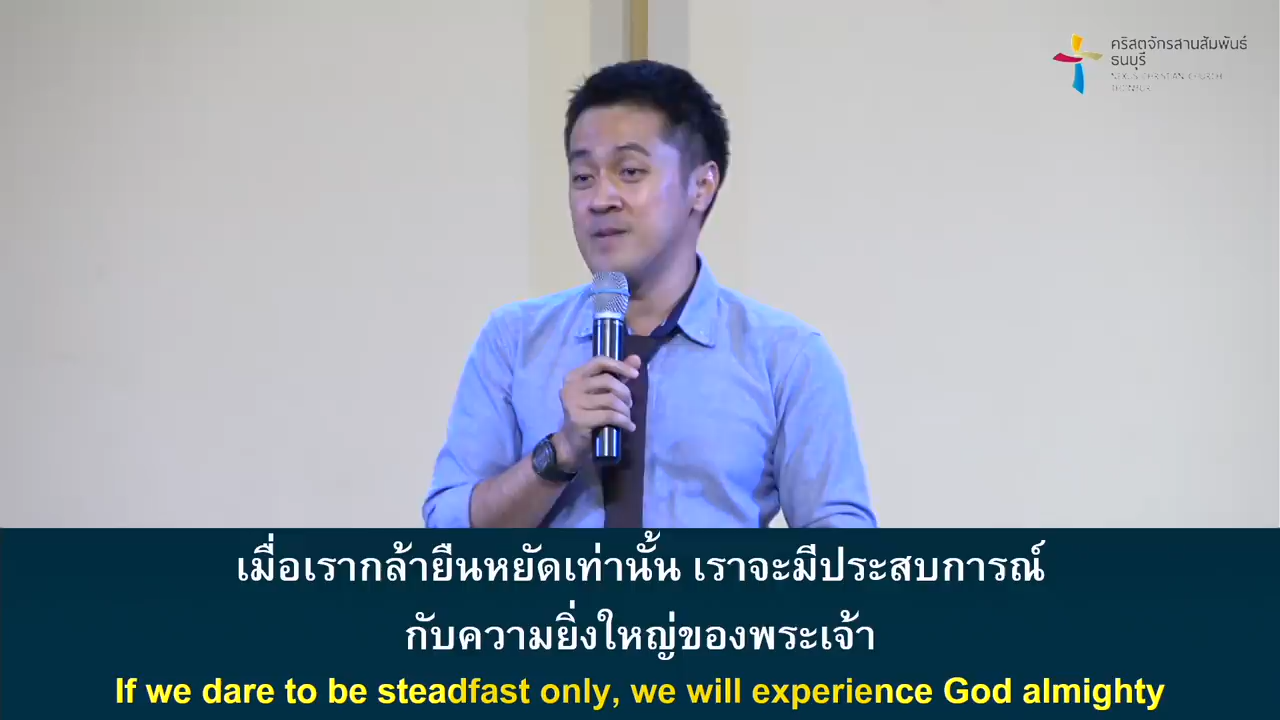 คริสตจักรสานสัมพันธ์
ธนบุรี
NEXUS CHRISTIAN CHURCH
เมื่อเรากล้ายืนหยัดเท่านั้น เราจะมีประสบการณ์
กับความยิ่งใหญ่ของพระเจ้า
If we dare to be steadfast only, we will experience God almighty